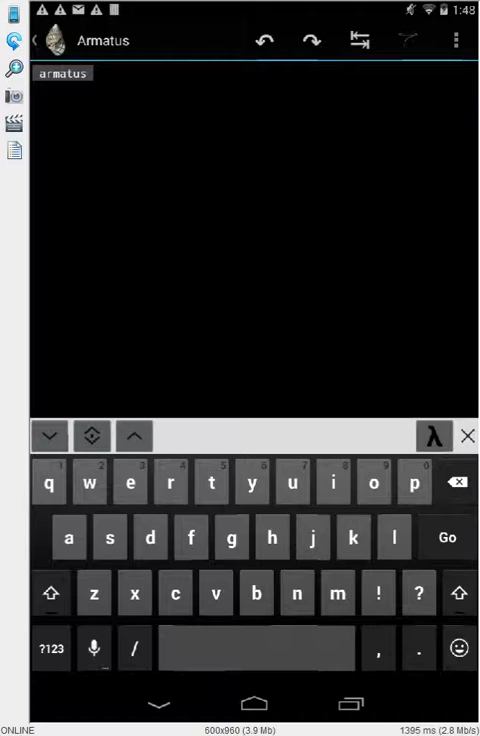 1:48
Armatus
armatus
λ
1 2 3 4 5 6 7 8 9 0
q w e r t y u i o p
a s d f g h j k l Go
z x c v b n m ! ?
?123 / , .
ONLINE 600x960 (3.9 Mb) 1395 ms (2.8 Mb/s)